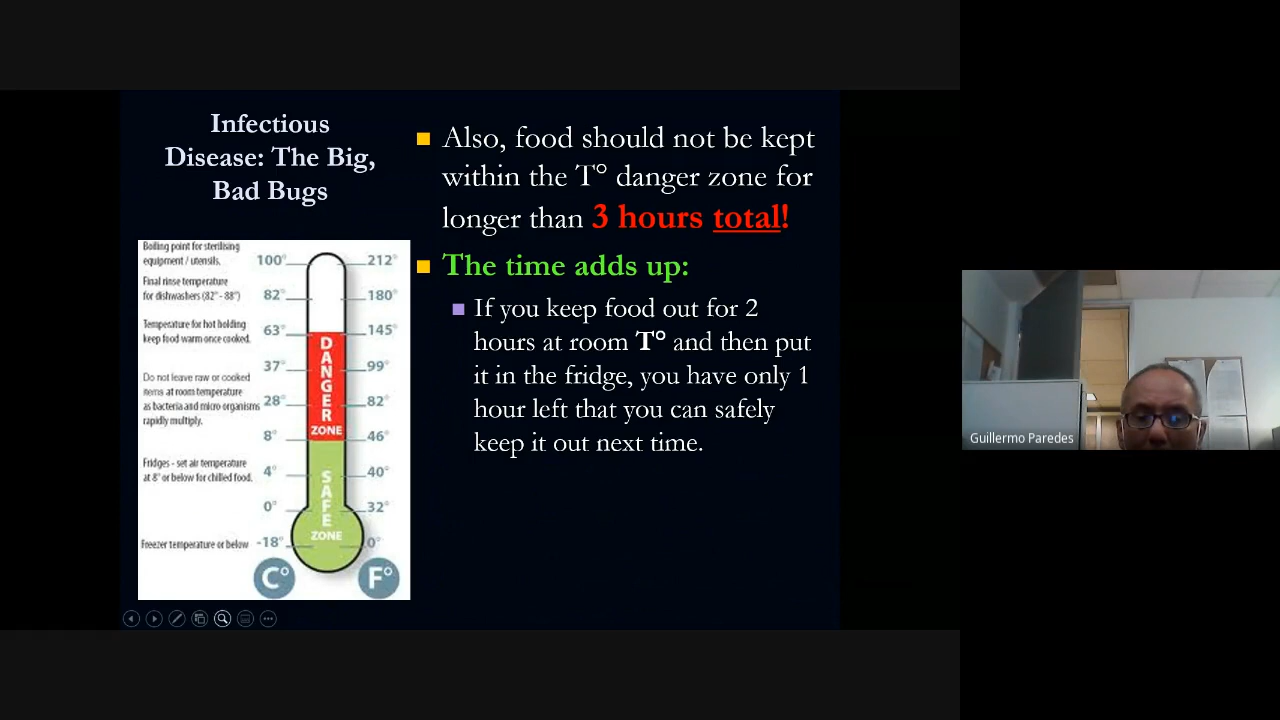 Infectious
Disease: The Big,
Bad Bugs
Also, food should not be kept
within the T° danger zone for
longer than 3 hours total!
The time adds up:
If you keep food out for 2
hours at room T° and then put
it in the fridge, you have only 1
hour left that you can safely
keep it out next time.
Boiling point for sterilising
equipment / utensils.
100° 212°
Final rinse temperature
for dishwashers (82° - 88°)
82° 180°
Temperature for hot holding
keep food warm once cooked.
63° 145°
DANGER
ZONE
37° 99°
Do not leave raw or cooked
items at room temperature
as bacteria and micro organisms
rapidly multiply.
28° 82°
8° 46°
Fridges - set air temperature
at 8° or below for chilled food.
4° 40°
SAFE
ZONE
0° 32°
Freezer temperature or below
-18° 0°
C° F°
Guillermo Paredes